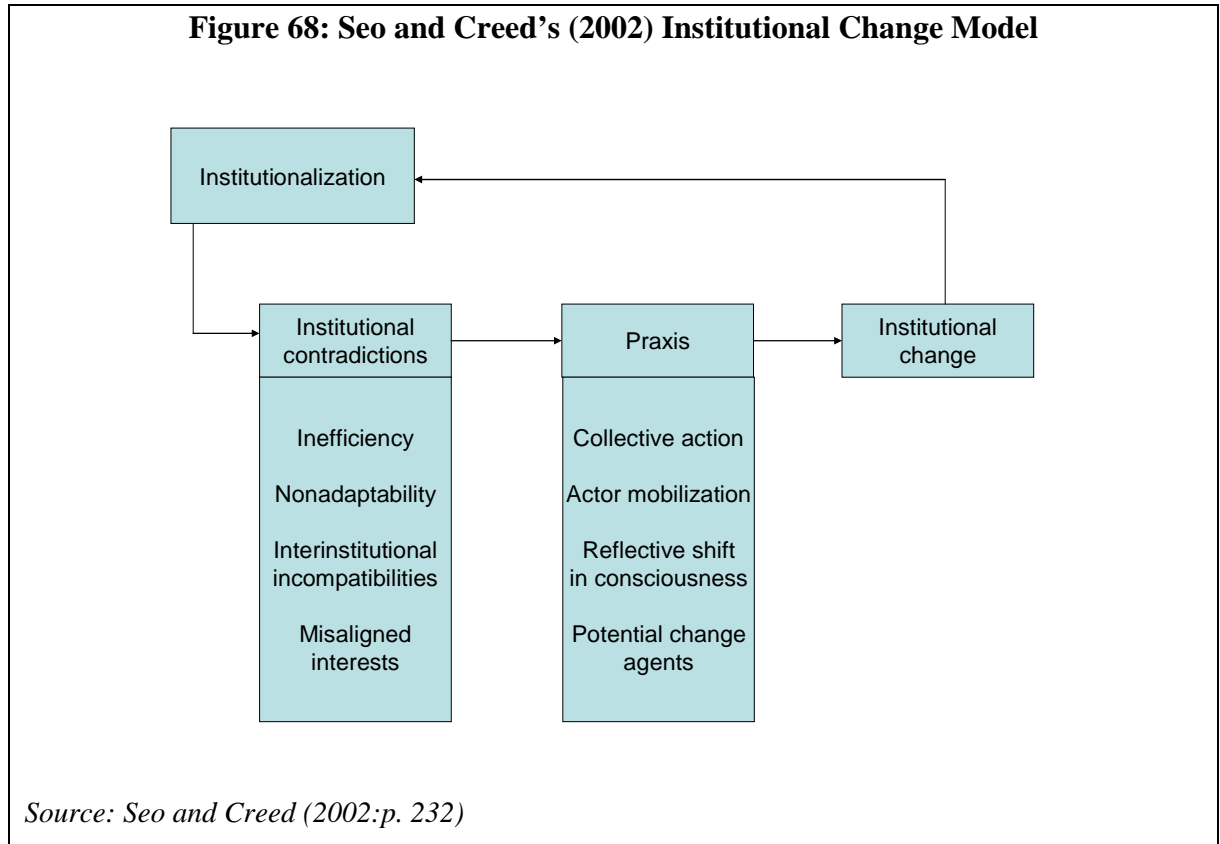 Figure 68: Seo and Creed's (2002) Institutional Change Model
Institutionalization
Institutional
contradictions
Inefficiency
Nonadaptability
Interinstitutional
incompatibilities
Misaligned
interests
Praxis
Collective action
Actor mobilization
Reflective shift
in consciousness
Potential change
agents
Institutional
change
Source: Seo and Creed (2002:p. 232)